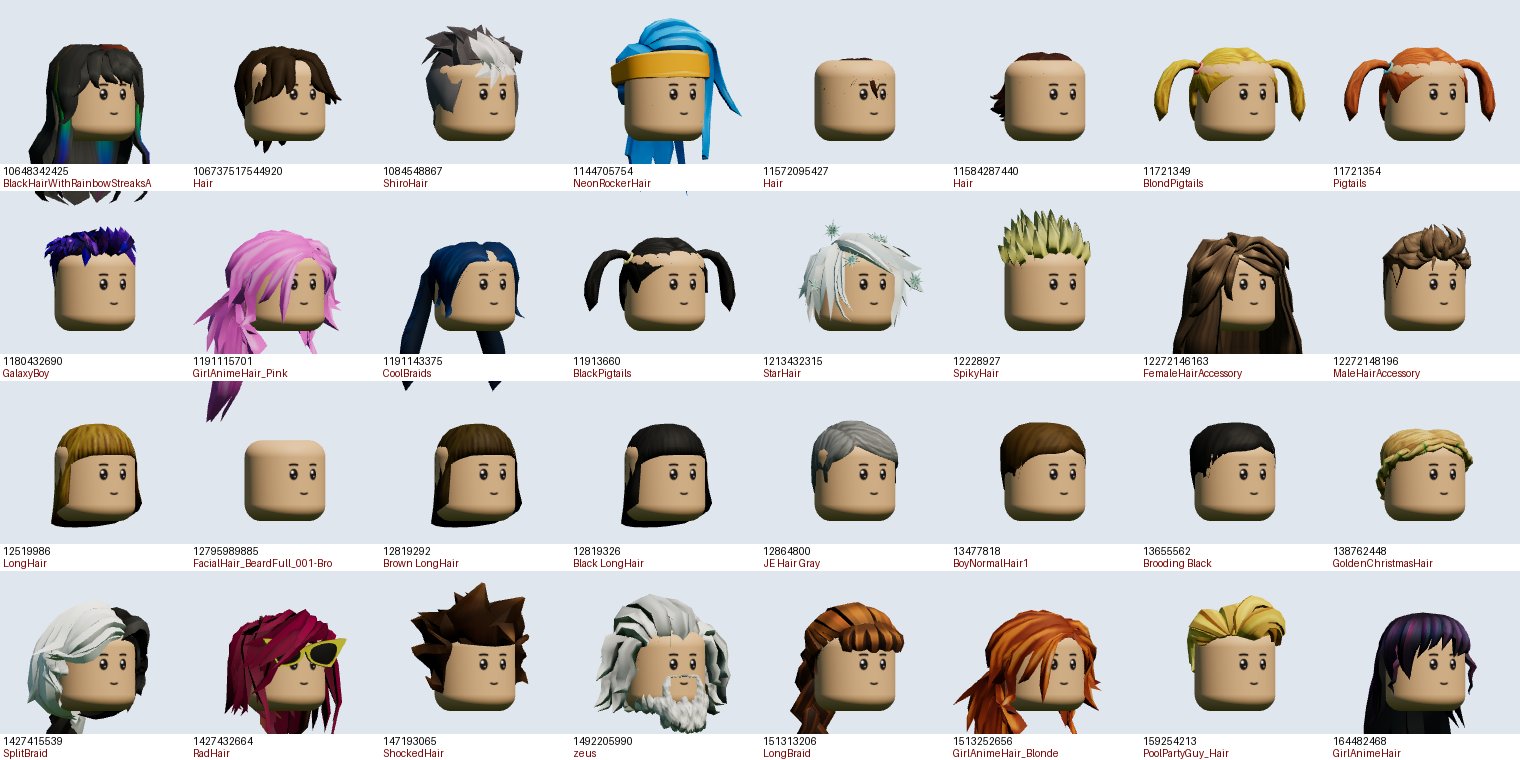 10648342425 106737517544920 1084548867 1144705754 11572095427 11584287440 11721349 11721354
BlackHairWithRainbowStreaksA Hair ShiroHair NeonRockerHair Hair Hair BlondPigtails Pigtails
1180432690 1191115701 1191143375 11913660 1213432315 12228927 12272146163 12272148196
GalaxyBoy GirlAnimeHair_Pink CoolBraids BlackPigtails StarHair SpikyHair FemaleHairAccessory MaleHairAccessory
12519986 12795989885 12819292 12819326 12864800 13477818 13655562 138762448
LongHair FacialHair_BeardFull_001-Bro Brown LongHair Black LongHair JE Hair Gray BoyNormalHair1 Brooding Black GoldenChristmasHair
1427415539 1427432664 147193065 1492205990 151313206 1513252656 159254213 164482468
SplitBraid RadHair ShockedHair zeus LongBraid GirlAnimeHair_Blonde PoolPartyGuy_Hair GirlAnimeHair